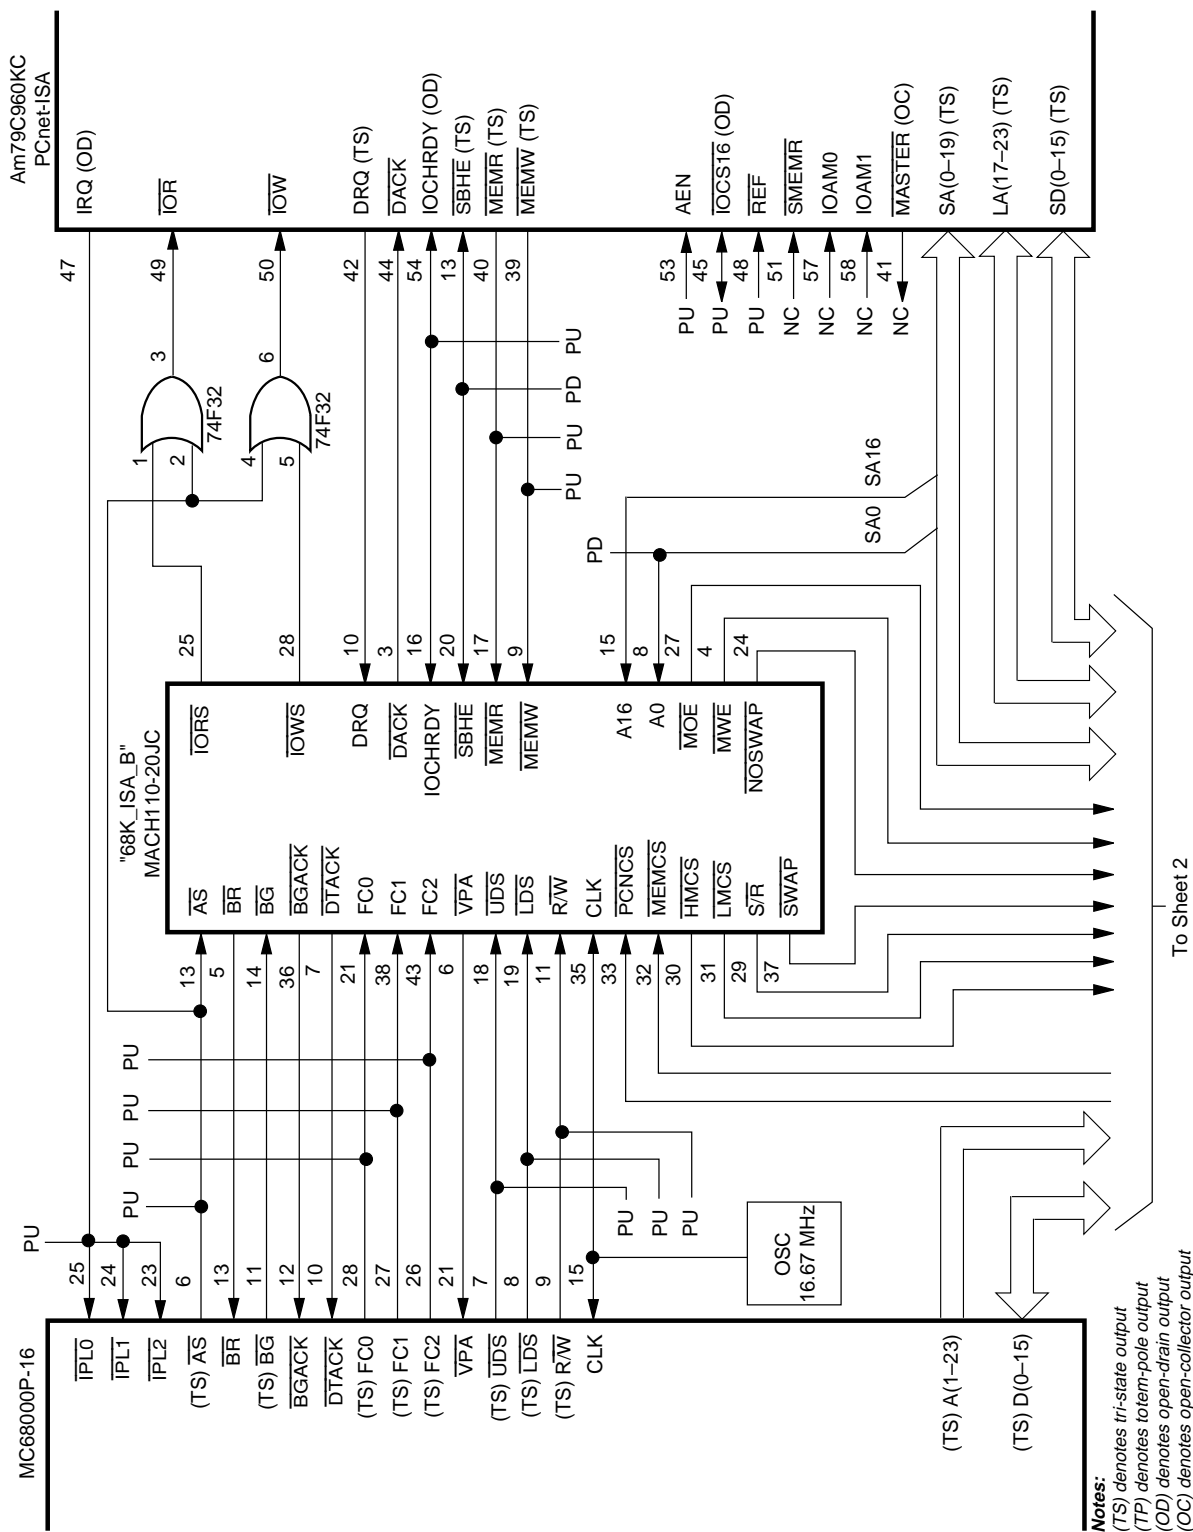 Am79C960KC
PCnet-ISA
IRQ (OD)
IOR
IOW
DRQ (TS)
DACK
IOCHRDY (OD)
SBHE (TS)
MEMR (TS)
MEMW (TS)
AEN
IOCS16 (OD)
REF
SMEMR
IOAM0
IOAM1
MASTER (OC)
SA(0–19) (TS)
LA(17–23) (TS)
SD(0–15) (TS)
47
49
50
42
44
54
13
40
39
53
45
48
51
57
58
41
PU
PU
PU
NC
NC
NC
NC
3
6
74F32
74F32
1
2
4
5
PU
PD
PU
PU
SA16
SA0
PD
25
28
10
3
16
20
17
9
15
8
27
4
24
"68K_ISA_B"
MACH110-20JC
IORS
IOWS
DRQ
DACK
IOCHRDY
SBHE
MEMR
MEMW
A16
A0
MOE
MWE
NOSWAP
AS
BR
BG
BGACK
DTACK
FC0
FC1
FC2
VPA
UDS
LDS
R/W
CLK
PCNCS
MEMCS
HMCS
LMCS
S/R
SWAP
13
5
14
36
7
21
38
43
6
18
19
11
35
33
32
30
31
29
37
To Sheet 2
PU
PU
PU
PU
PU
PU
PU
PU
OSC
16.67 MHz
25
24
23
6
13
11
12
10
28
27
26
21
7
8
9
15
MC68000P-16
IPL0
IPL1
IPL2
(TS) AS
BR
(TS) BG
BGACK
DTACK
(TS) FC0
(TS) FC1
(TS) FC2
VPA
(TS) UDS
(TS) LDS
(TS) R/W
CLK
(TS) A(1–23)
(TS) D(0–15)
Notes:
(TS) denotes tri-state output
(TP) denotes totem-pole output
(OD) denotes open-drain output
(OC) denotes open-collector output